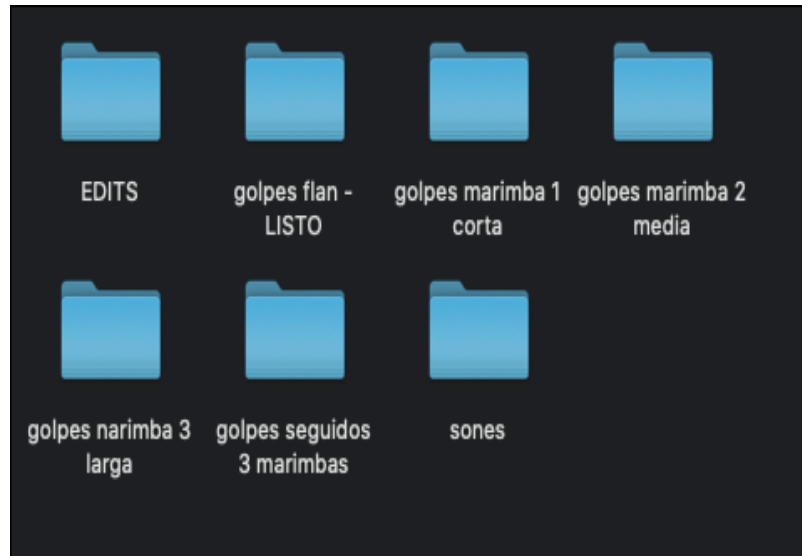 EDITS
golpes flan -
LISTO
golpes marimba 1
corta
golpes marimba 2
media
golpes narimba 3
larga
golpes seguidos
3 marimbas
sones